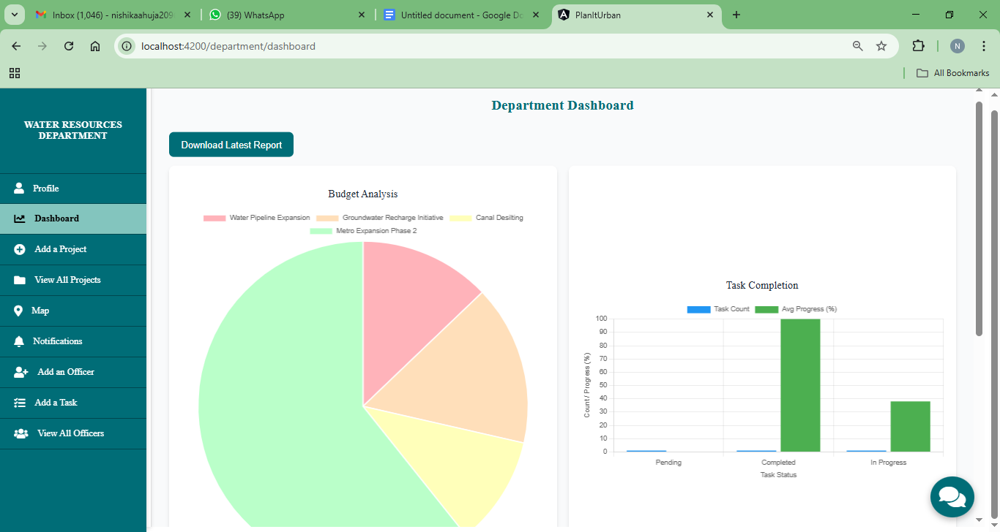 Inbox (1,046) - nishikaahuja209
(39) WhatsApp
Untitled document - Google Do
PlanItUrban
localhost:4200/department/dashboard
N
All Bookmarks
WATER RESOURCES
DEPARTMENT
Profile
Dashboard
Add a Project
View All Projects
Map
Notifications
Add an Officer
Add a Task
View All Officers
Department Dashboard
Download Latest Report
Budget Analysis
Water Pipeline Expansion Groundwater Recharge Initiative Canal Desilting
Metro Expansion Phase 2
Task Completion
Task Count Avg Progress (%)
Count / Progress (%)
100
90
80
70
60
50
40
30
20
10
0
Pending Completed In Progress
Task Status